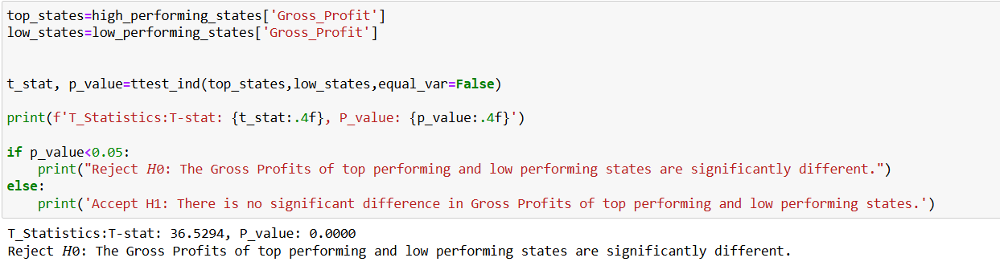 top_states=high_performing_states['Gross_Profit']
low_states=low_performing_states['Gross_Profit']
t_stat, p_value=ttest_ind(top_states,low_states,equal_var=False)
print(f'T_Statistics:T-stat: {t_stat:.4f}, P_value: {p_value:.4f}')
if p_value<0.05:
    print("Reject 𝐻0: The Gross Profits of top performing and low performing states are significantly different.")
else:
    print('Accept H1: There is no significant difference in Gross Profits of top performing and low performing states.')
T_Statistics:T-stat: 36.5294, P_value: 0.0000
Reject 𝐻0: The Gross Profits of top performing and low performing states are significantly different.